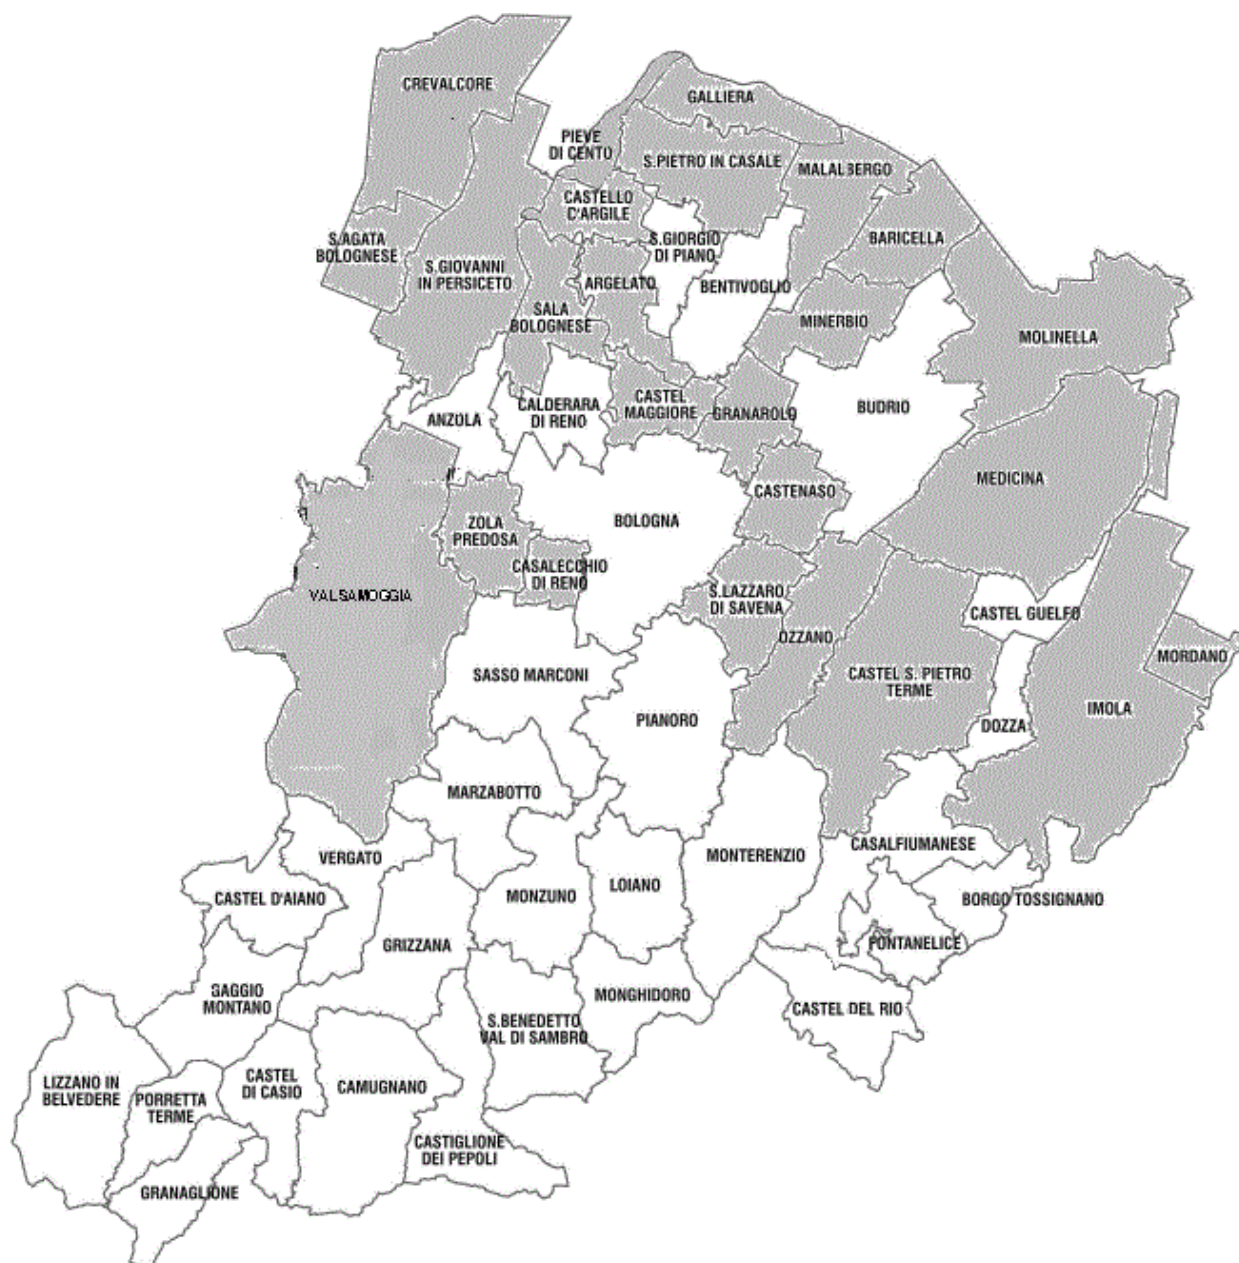 CREVALCORE
GALLIERA
PIEVE
DI CENTO
S.PIETRO IN CASALE
MALALBERGO
CASTELLO
C'ARGILE
S.AGATA
BOLOGNESE
S.GIORGIO
DI PIANO
BARICELLA
S.GIOVANNI
IN PERSICETO
ARGELATO
BENTIVOGLIO
SALA
BOLOGNESE
MINERBIO
MOLINELLA
ANZOLA
CALDERARA
DI RENO
CASTEL
MAGGIORE
GRANAROLO
BUDRIO
MEDICINA
CASTENASO
ZOLA
PREDOSA
BOLOGNA
CASALECCHIO
DI RENO
VALSAMOGGIA
S.LAZZARO
DI SAVENA
CASTEL GUELFO
OZZANO
MORDANO
SASSO MARCONI
CASTEL S. PIETRO
TERME
IMOLA
PIANORO
DOZZA
MARZABOTTO
VERGATO
CASALFIUMANESE
MONTERENZIO
LOIANO
CASTEL D'AIANO
MONZUNO
BORGO TOSSIGNANO
GRIZZANA
FONTANELICE
GAGGIO
MONTANO
MONGHIDORO
CASTEL DEL RIO
S.BENEDETTO
VAL DI SAMBRO
LIZZANO IN
BELVEDERE
CASTEL
DI CASIO
CAMUGNANO
PORRETTA
TERME
CASTIGLIONE
DEI PEPOLI
GRANAGLIONE